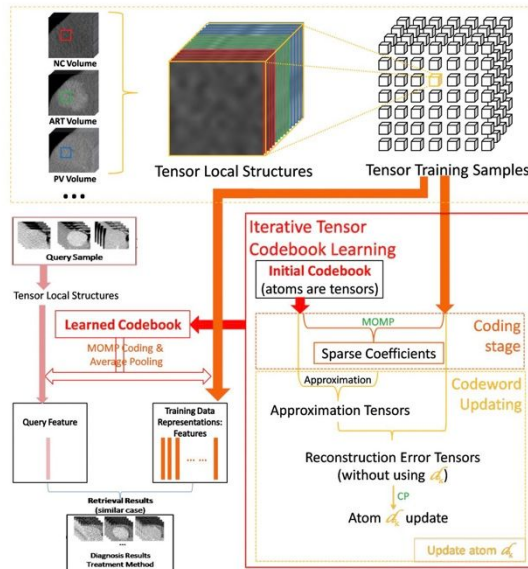 NC Volume
ART Volume
PV Volume
...
Tensor Local Structures
Tensor Training Samples
Query Sample
Tensor Local Structures
Learned Codebook
MOMP Coding &
Average Pooling
Query Feature
Training Data
Representations:
Features
... ...
Retrieval Results
(similar case)
...
Diagnosis Results
Treatment Method
Iterative Tensor
Codebook Learning
Initial Codebook
(atoms are tensors)
MOMP
Coding
stage
Sparse Coefficients
Approximation
Codeword
Updating
Approximation Tensors
Reconstruction Error Tensors
(without using 𝒹ₖ)
CP
Atom 𝒹ₖ update
Update atom 𝒹ₖ